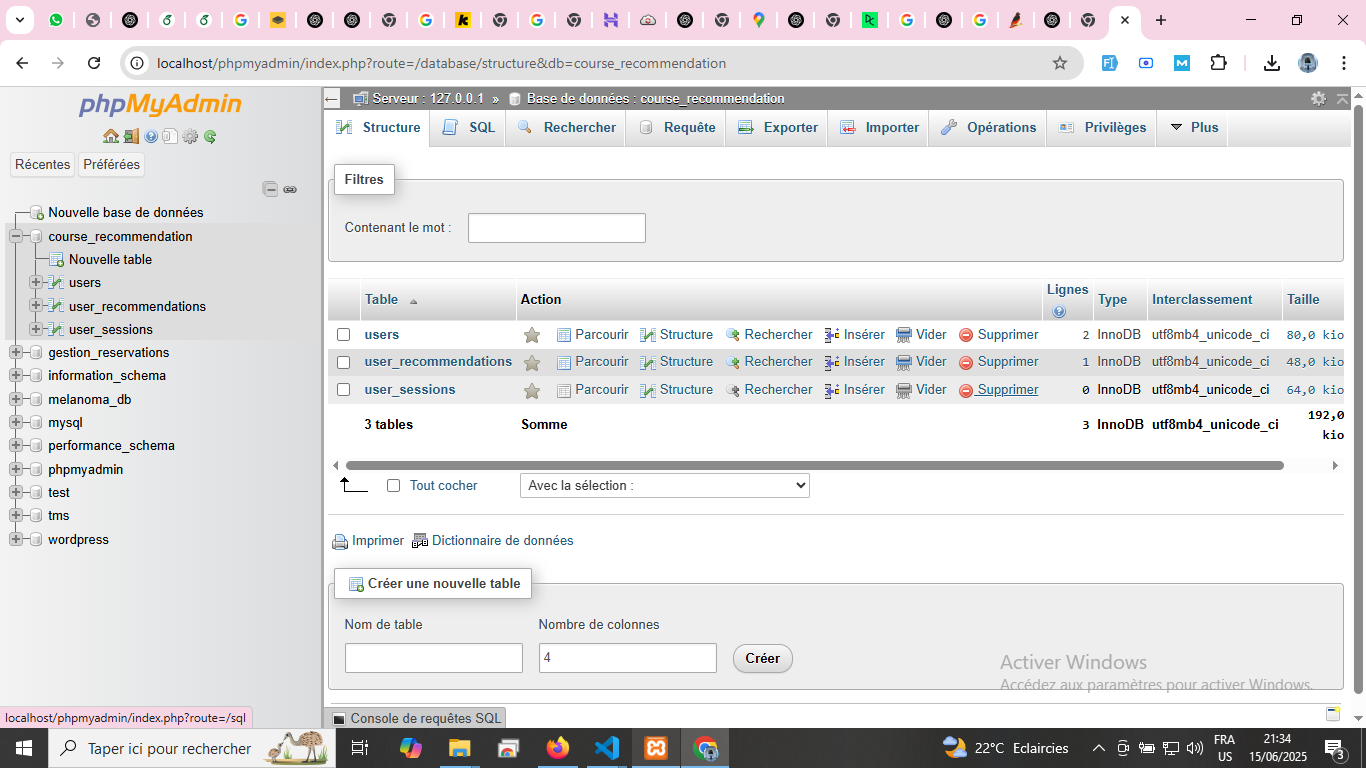 localhost/phpmyadmin/index.php?route=/database/structure&db=course_recommendation
phpMyAdmin
Récentes Préférées
Nouvelle base de données
course_recommendation
Nouvelle table
users
user_recommendations
user_sessions
gestion_reservations
information_schema
melanoma_db
mysql
performance_schema
phpmyadmin
test
tms
wordpress
localhost/phpmyadmin/index.php?route=/sql
Serveur : 127.0.0.1 » Base de données : course_recommendation
Structure SQL Rechercher Requête Exporter Importer Opérations Privilèges Plus
Filtres
Contenant le mot :
Table Action Lignes Type Interclassement Taille
users Parcourir Structure Rechercher Insérer Vider Supprimer 2 InnoDB utf8mb4_unicode_ci 80,0 kio
user_recommendations Parcourir Structure Rechercher Insérer Vider Supprimer 1 InnoDB utf8mb4_unicode_ci 48,0 kio
user_sessions Parcourir Structure Rechercher Insérer Vider Supprimer 0 InnoDB utf8mb4_unicode_ci 64,0 kio
3 tables Somme 3 InnoDB utf8mb4_unicode_ci 192,0 kio
Tout cocher Avec la sélection :
Imprimer Dictionnaire de données
Créer une nouvelle table
Nom de table Nombre de colonnes
4 Créer
Activer Windows
Accédez aux paramètres pour activer Windows.
Console de requêtes SQL
Taper ici pour rechercher
22°C Eclaircies
FRA
US
21:34
15/06/2025
3